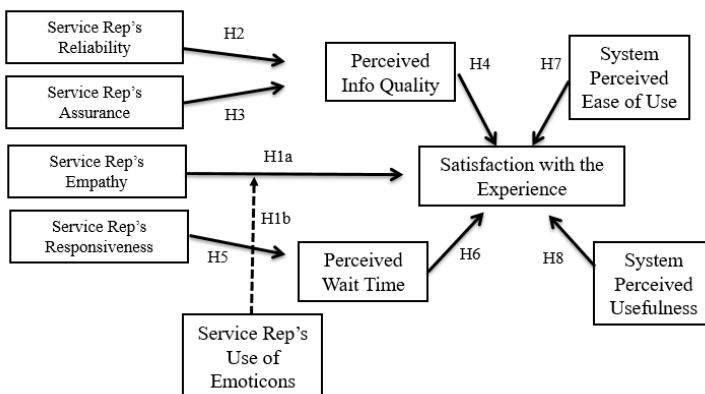 Service Rep's
Reliability
H2
Perceived
Info Quality
H4
H7
System
Perceived
Ease of Use
Service Rep's
Assurance
H3
Service Rep's
Empathy
H1a
Satisfaction with the
Experience
H1b
Service Rep's
Responsiveness
H5
Perceived
Wait Time
H6
H8
System
Perceived
Usefulness
Service Rep's
Use of
Emoticons